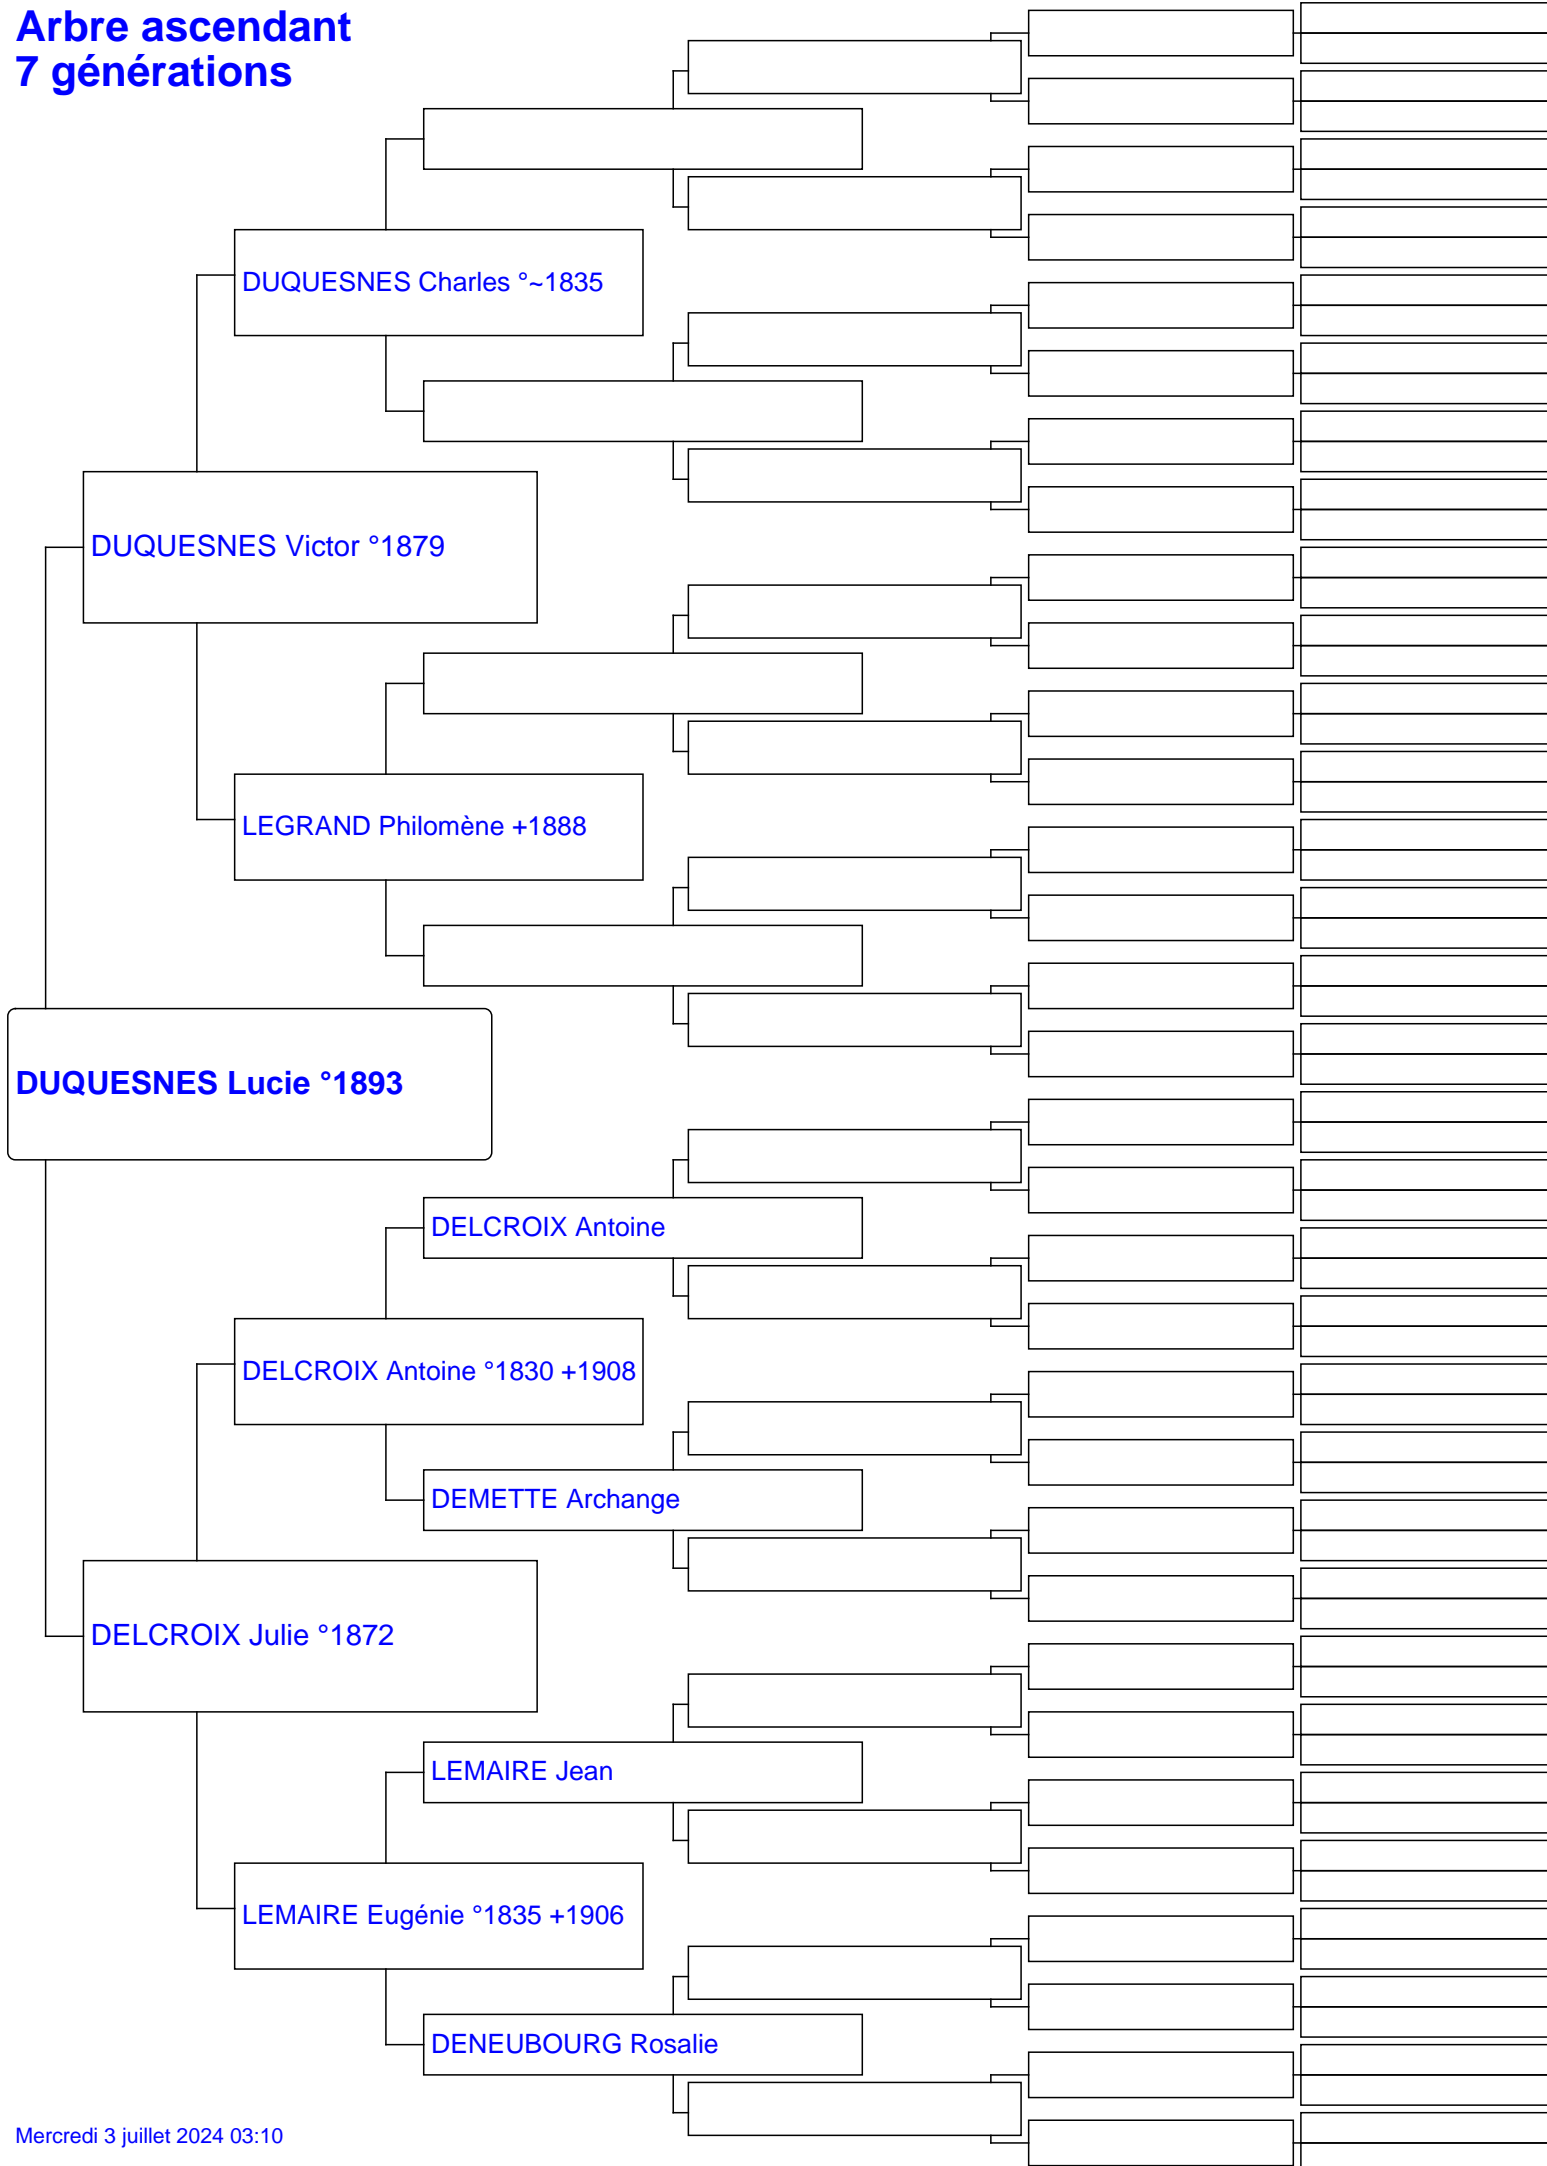 Arbre ascendant
7 générations
DUQUESNES Charles °~1835
DUQUESNES Victor °1879
LEGRAND Philomène +1888
DUQUESNES Lucie °1893
DELCROIX Antoine
DELCROIX Antoine °1830 +1908
DEMETTE Archange
DELCROIX Julie °1872
LEMAIRE Jean
LEMAIRE Eugénie °1835 +1906
DENEUBOURG Rosalie
Mercredi 3 juillet 2024 03:10